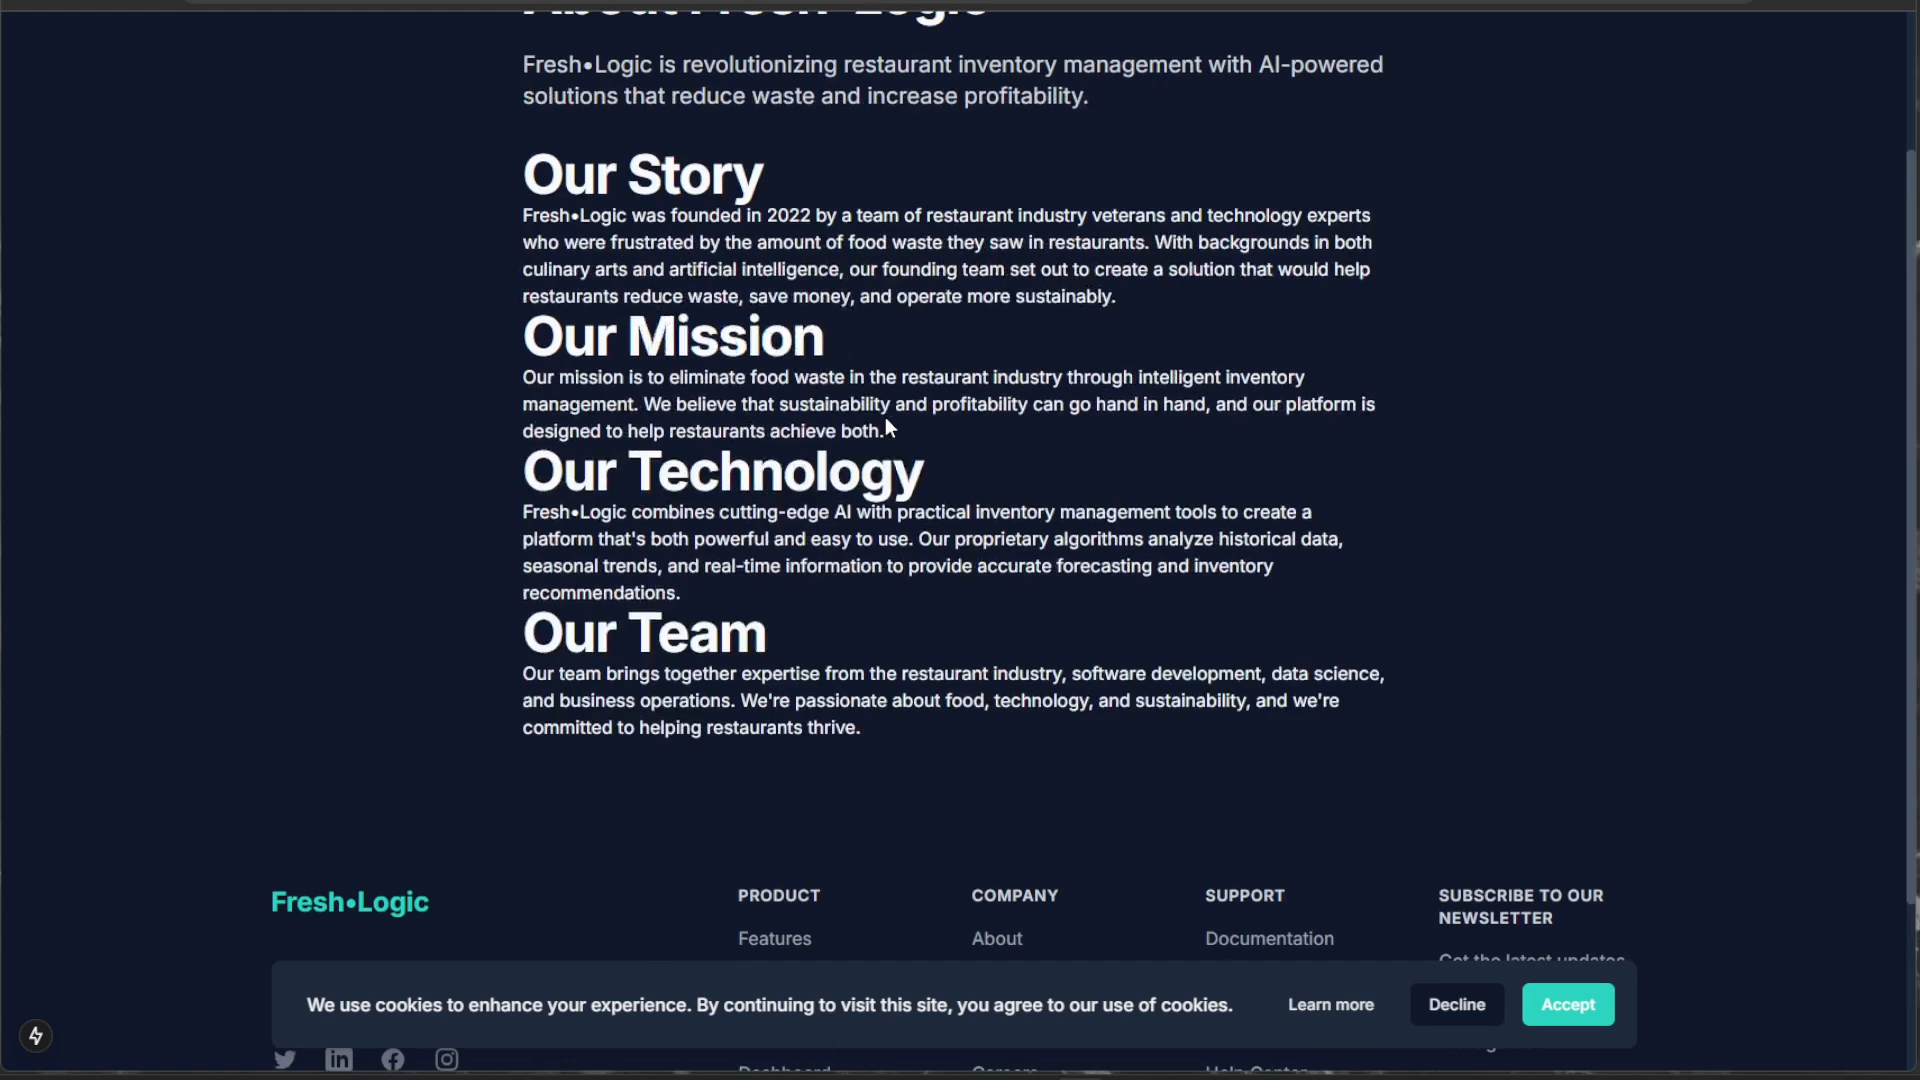 About Fresh•Logic
Fresh•Logic is revolutionizing restaurant inventory management with AI-powered
solutions that reduce waste and increase profitability.
Our Story
Fresh•Logic was founded in 2022 by a team of restaurant industry veterans and technology experts
who were frustrated by the amount of food waste they saw in restaurants. With backgrounds in both
culinary arts and artificial intelligence, our founding team set out to create a solution that would help
restaurants reduce waste, save money, and operate more sustainably.
Our Mission
Our mission is to eliminate food waste in the restaurant industry through intelligent inventory
management. We believe that sustainability and profitability can go hand in hand, and our platform is
designed to help restaurants achieve both.
Our Technology
Fresh•Logic combines cutting-edge AI with practical inventory management tools to create a
platform that's both powerful and easy to use. Our proprietary algorithms analyze historical data,
seasonal trends, and real-time information to provide accurate forecasting and inventory
recommendations.
Our Team
Our team brings together expertise from the restaurant industry, software development, data science,
and business operations. We're passionate about food, technology, and sustainability, and we're
committed to helping restaurants thrive.
Fresh•Logic
PRODUCT
Features
COMPANY
About
SUPPORT
Documentation
SUBSCRIBE TO OUR
NEWSLETTER
Get the latest updates
We use cookies to enhance your experience. By continuing to visit this site, you agree to our use of cookies.
Learn more
Decline
Accept
Dashboard
Careers
Help Center